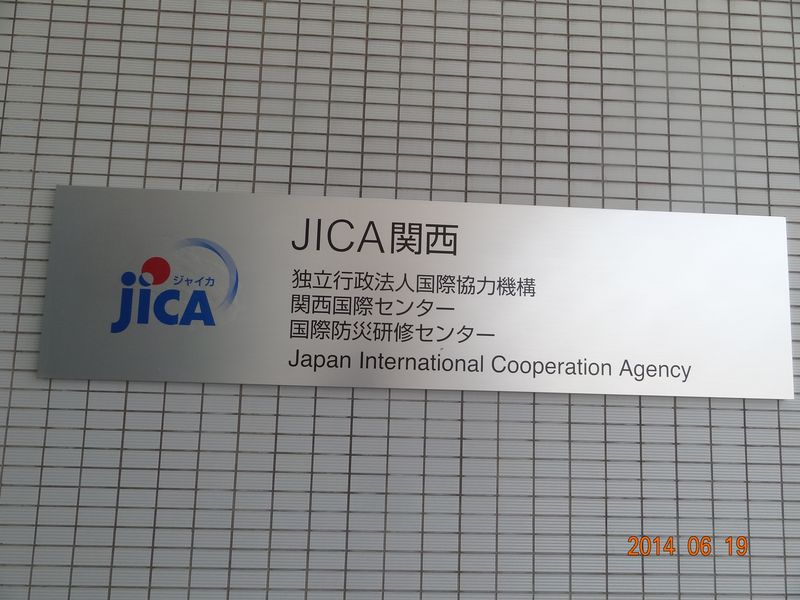 ジャイカ
jICA
JICA関西
独立行政法人国際協力機構
関西国際センター
国際防災研修センター
Japan International Cooperation Agency
2014 06 19